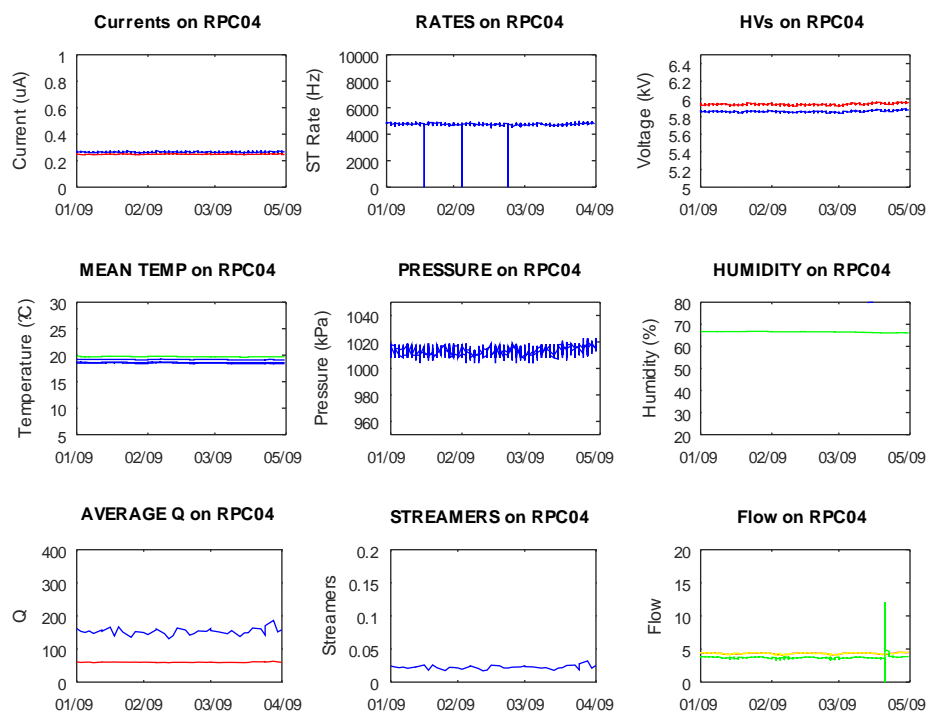 Currents on RPC04
RATES on RPC04
HVs on RPC04
Current (uA)
1
0.8
0.6
0.4
0.2
0
01/09 02/09 03/09 05/09
ST Rate (Hz)
10000
8000
6000
4000
2000
0
01/09 02/09 03/09 04/09
Voltage (kV)
6.4
6.2
6
5.8
5.6
5.4
5.2
5
01/09 02/09 03/09 05/09
MEAN TEMP on RPC04
PRESSURE on RPC04
HUMIDITY on RPC04
Temperature (?C)
30
25
20
15
10
5
01/09 02/09 03/09 05/09
Pressure (kPa)
1040
1020
1000
980
960
01/09 02/09 03/09 05/09
Humidity (%)
80
70
60
50
40
30
20
01/09 02/09 03/09 05/09
AVERAGE Q on RPC04
STREAMERS on RPC04
Flow on RPC04
Q
400
300
200
100
0
01/09 02/09 03/09 04/09
Streamers
0.2
0.15
0.1
0.05
0
01/09 02/09 03/09 04/09
Flow
20
15
10
5
0
01/09 02/09 03/09 05/09